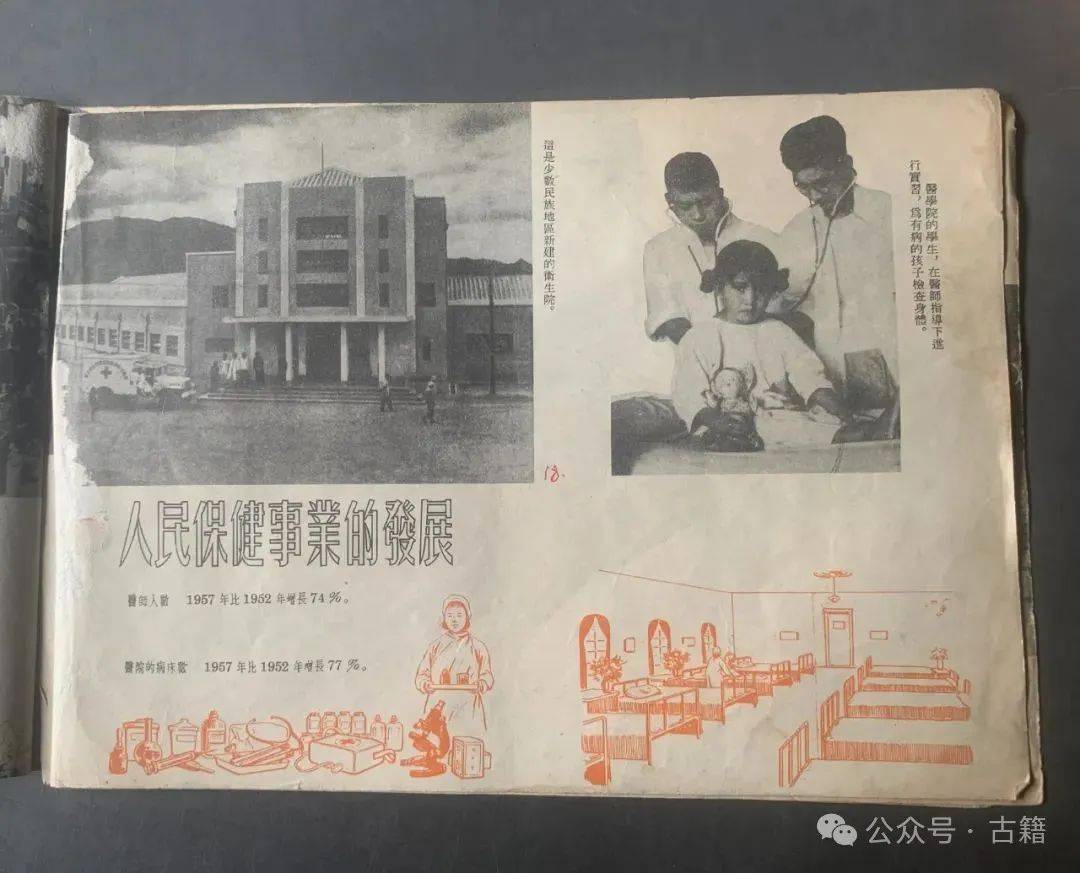 這是少數民族地區新建的衞生院。
醫學院的學生，在醫師指導下進
行實習，爲有病的孩子檢查身體。
18.
人民保健事業的發展
醫師人數 1957年比1952年增長74%。
醫院的病床數 1957年比1952年增長77%。
公众号·古籍